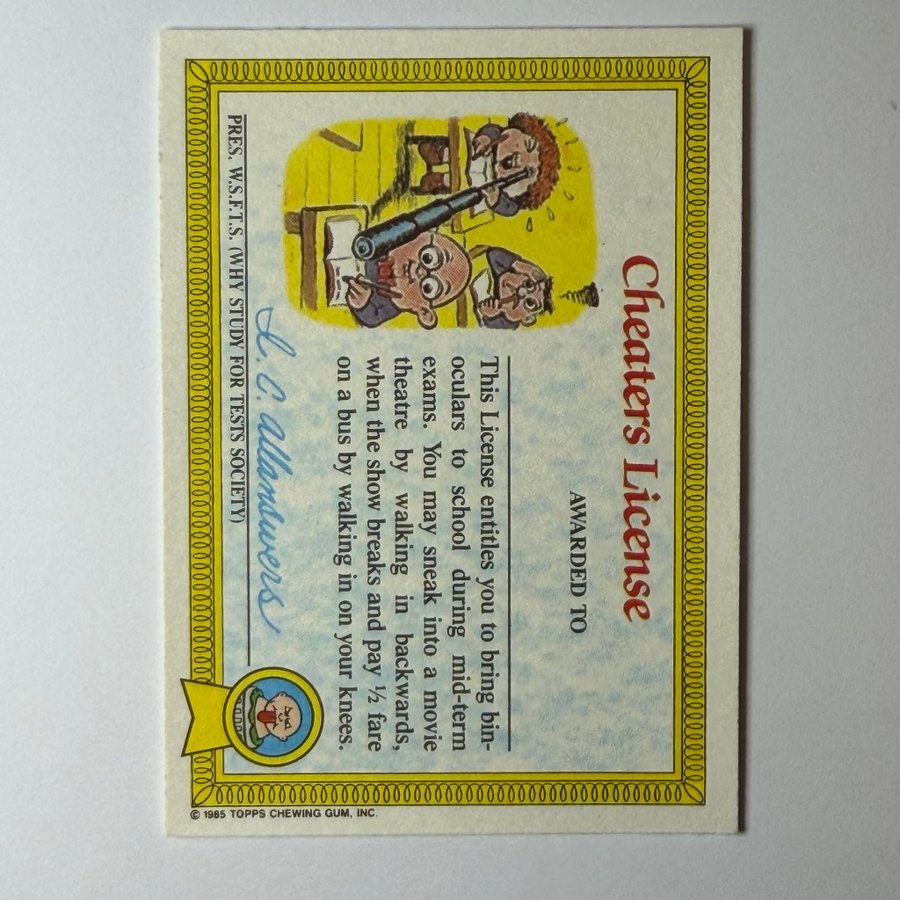 Cheaters License
AWARDED TO
This License entitles you to bring bin-
oculars to school during mid-term
exams. You may sneak into a movie
theatre by walking in backwards,
when the show breaks and pay ½ fare
on a bus by walking in on your knees.
I. C. Allanswers
PRES. W.S.F.T.S. (WHY STUDY FOR TESTS SOCIETY)
© 1985 TOPPS CHEWING GUM, INC.